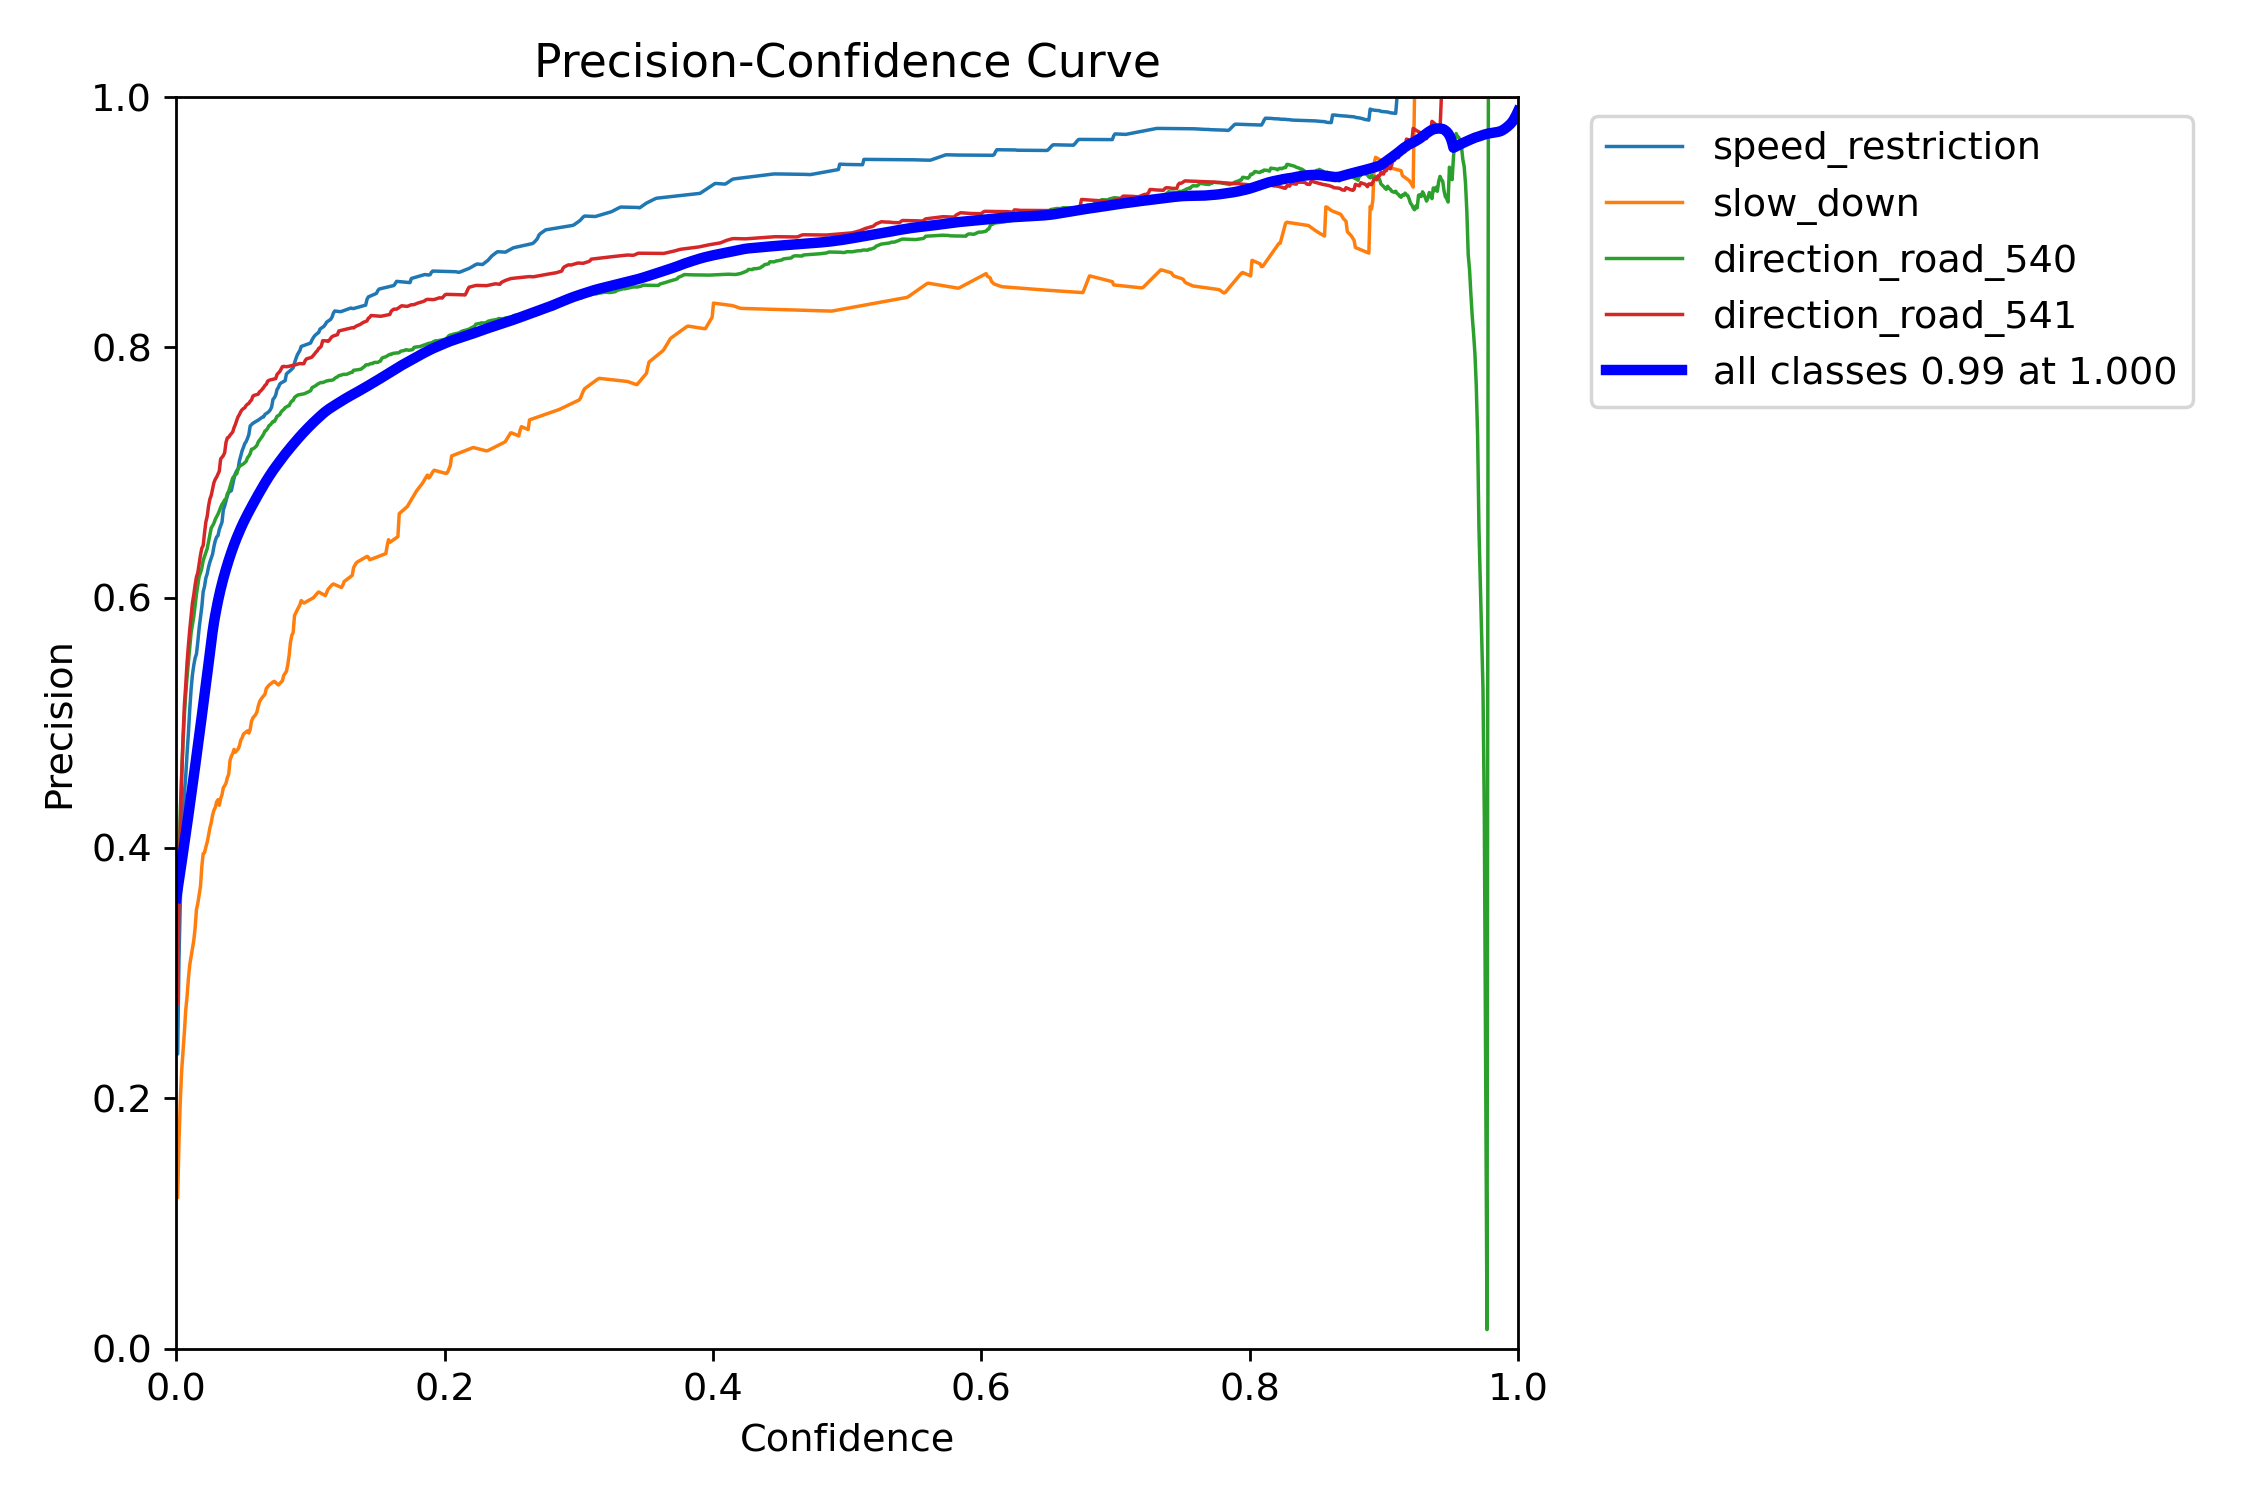 Precision-Confidence Curve
1.0
0.8
0.6
0.4
0.2
0.0
Precision
0.0 0.2 0.4 0.6 0.8 1.0
Confidence
speed_restriction
slow_down
direction_road_540
direction_road_541
all classes 0.99 at 1.000